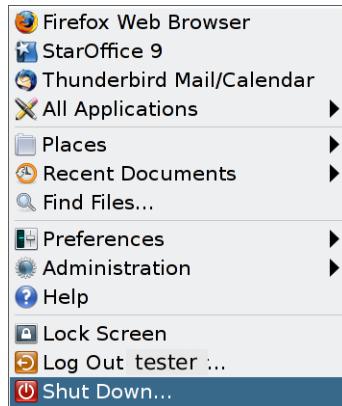 Firefox Web Browser
StarOffice 9
Thunderbird Mail/Calendar
All Applications
Places
Recent Documents
Find Files...
Preferences
Administration
Help
Lock Screen
Log Out tester :...
Shut Down...